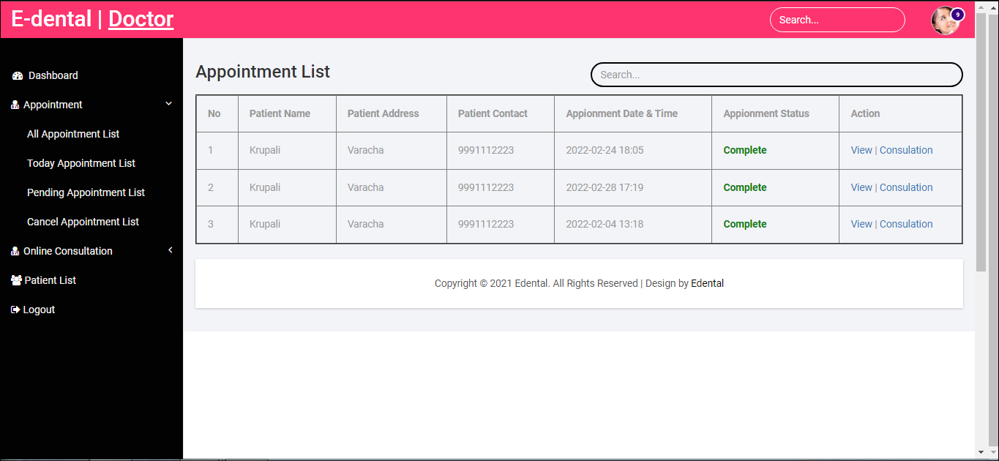 E-dental | Doctor
Search...
9
Dashboard
Appointment
All Appointment List
Today Appointment List
Pending Appointment List
Cancel Appointment List
Online Consultation
Patient List
Logout
Appointment List
Search...
No Patient Name Patient Address Patient Contact Appionment Date & Time Appionment Status Action
1 Krupali Varacha 9991112223 2022-02-24 18:05 Complete View | Consulation
2 Krupali Varacha 9991112223 2022-02-28 17:19 Complete View | Consulation
3 Krupali Varacha 9991112223 2022-02-04 13:18 Complete View | Consulation
Copyright © 2021 Edental. All Rights Reserved | Design by Edental